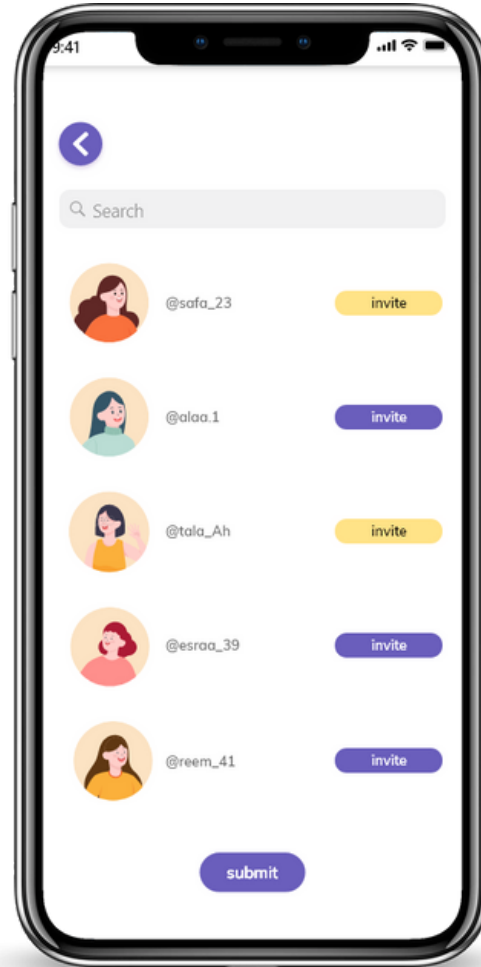 9:41
Search
@safa_23 invite
@alaa.1 invite
@tala_Ah invite
@esraa_39 invite
@reem_41 invite
submit